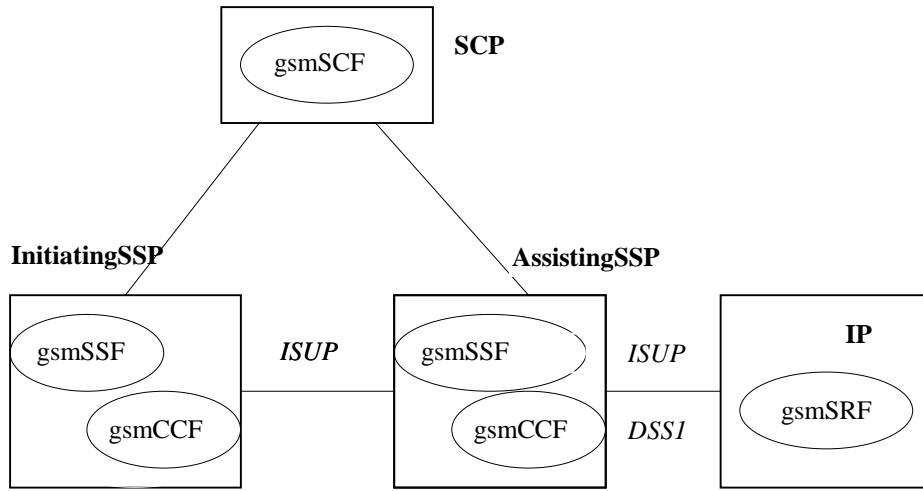 SCP
gsmSCF
InitiatingSSP
AssistingSSP
gsmSSF
ISUP
gsmSSF
ISUP
IP
gsmCCF
gsmCCF
DSS1
gsmSRF